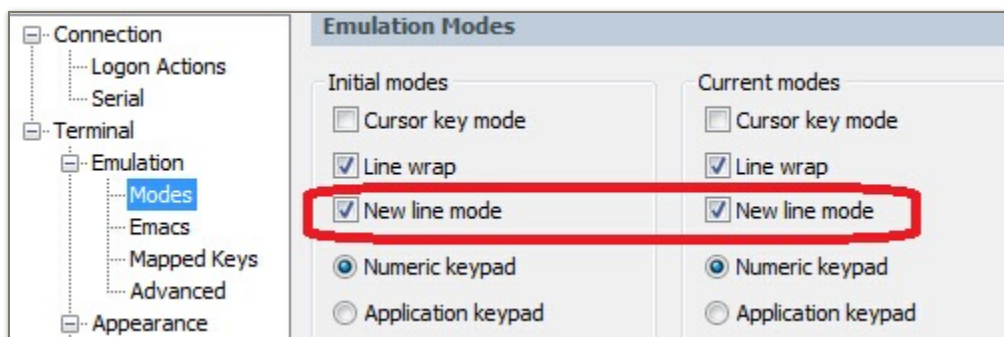 Connection
Logon Actions
Serial
Terminal
Emulation
Modes
Emacs
Mapped Keys
Advanced
Appearance
Emulation Modes
Initial modes
Cursor key mode
Line wrap
New line mode
Numeric keypad
Application keypad
Current modes
Cursor key mode
Line wrap
New line mode
Numeric keypad
Application keypad